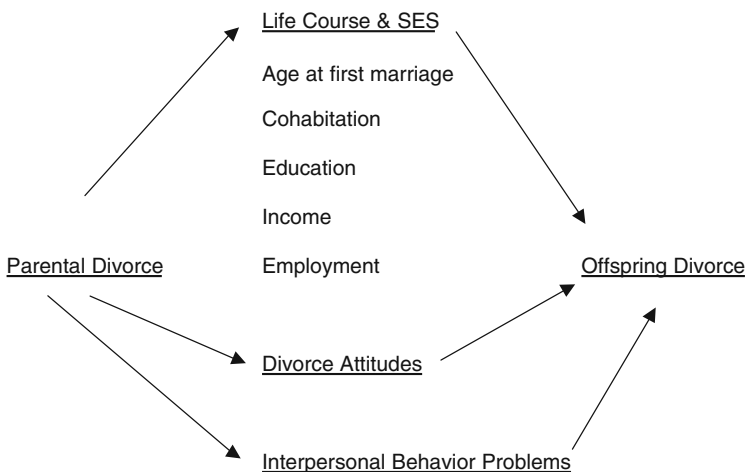 Life Course & SES
Age at first marriage
Cohabitation
Education
Income
Parental Divorce
Employment
Offspring Divorce
Divorce Attitudes
Interpersonal Behavior Problems